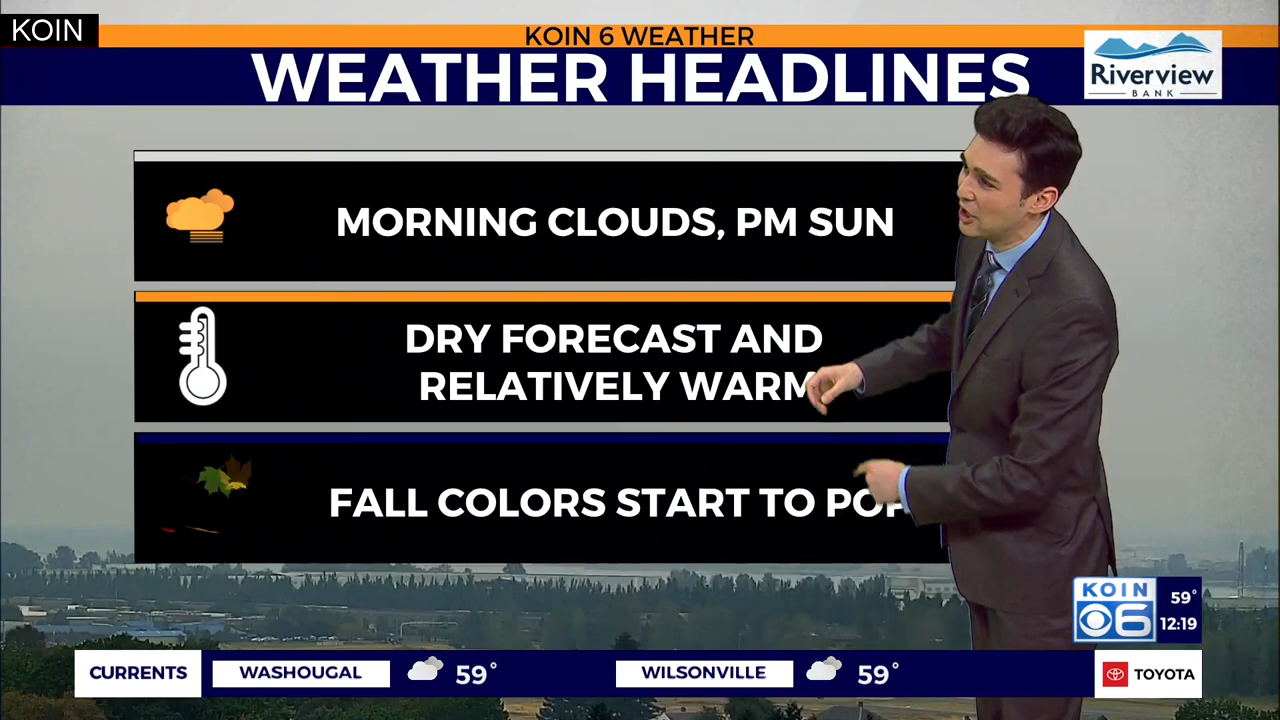 KOIN
KOIN 6 WEATHER
WEATHER HEADLINES
Riverview
BANK
MORNING CLOUDS, PM SUN
DRY FORECAST AND
RELATIVELY WARM
FALL COLORS START TO POP
KOIN
6
59°
12:19
CURRENTS
WASHOUGAL
59°
WILSONVILLE
59°
TOYOTA